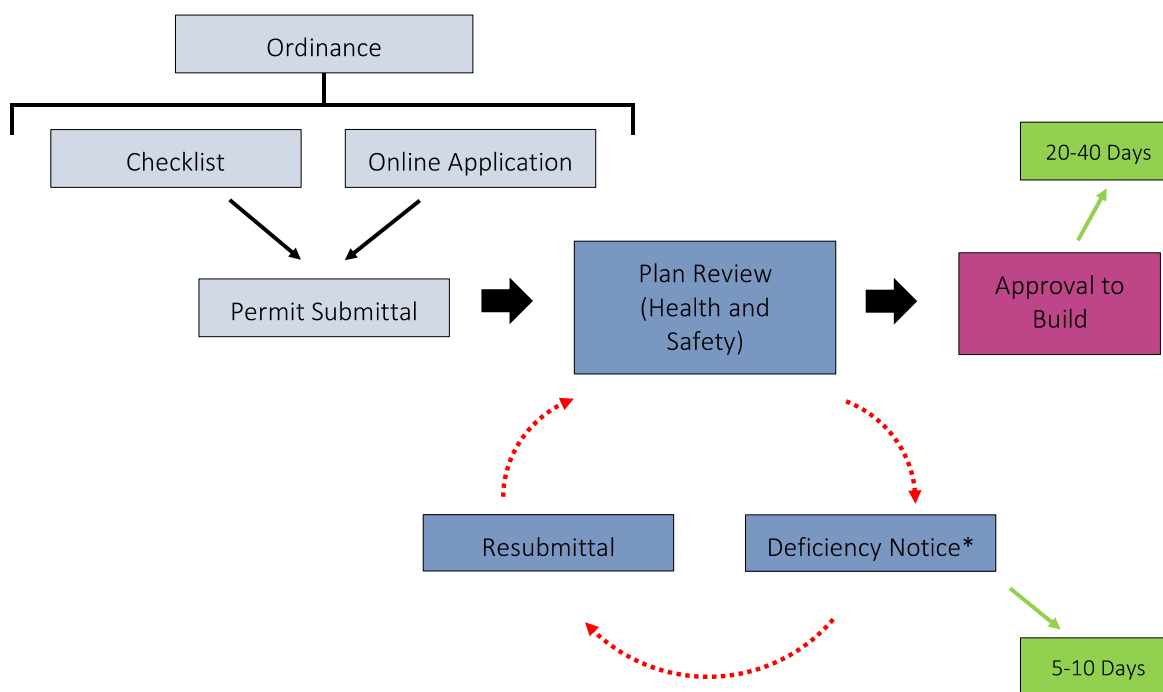 Ordinance
Checklist
Online Application
20-40 Days
Permit Submittal
Plan Review
(Health and
Safety)
Approval to
Build
Resubmittal
Deficiency Notice*
5-10 Days